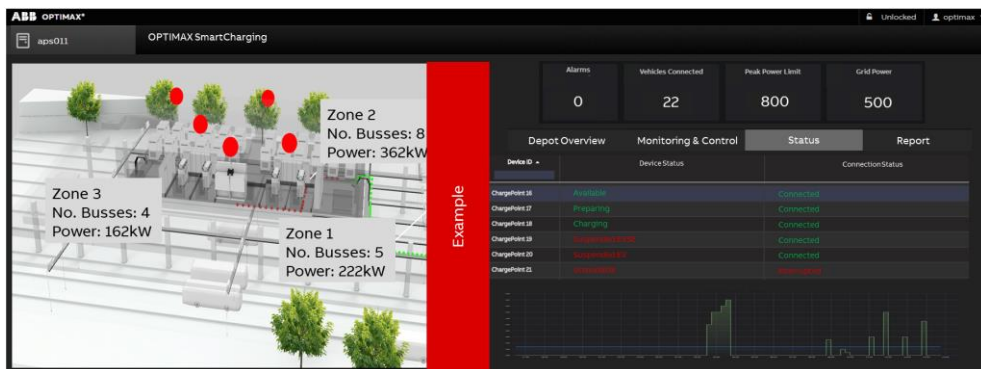 ABB OPTIMAX®
Unlocked
optimax
aps011
OPTIMAX SmartCharging
Zone 2
No. Busses: 8
Power: 362kW
Zone 3
No. Busses: 4
Power: 162kW
Zone 1
No. Busses: 5
Power: 222kW
Example
Alarms
0
Vehicles Connected
22
Peak Power Limit
800
Grid Power
500
Depot Overview
Monitoring & Control
Status
Report
Device ID
Device Status
Connection Status
ChargePoint 16 Available Connected
ChargePoint 17 Preparing Connected
ChargePoint 18 Charging Connected
ChargePoint 19 Connected
ChargePoint 20 Connected
ChargePoint 21